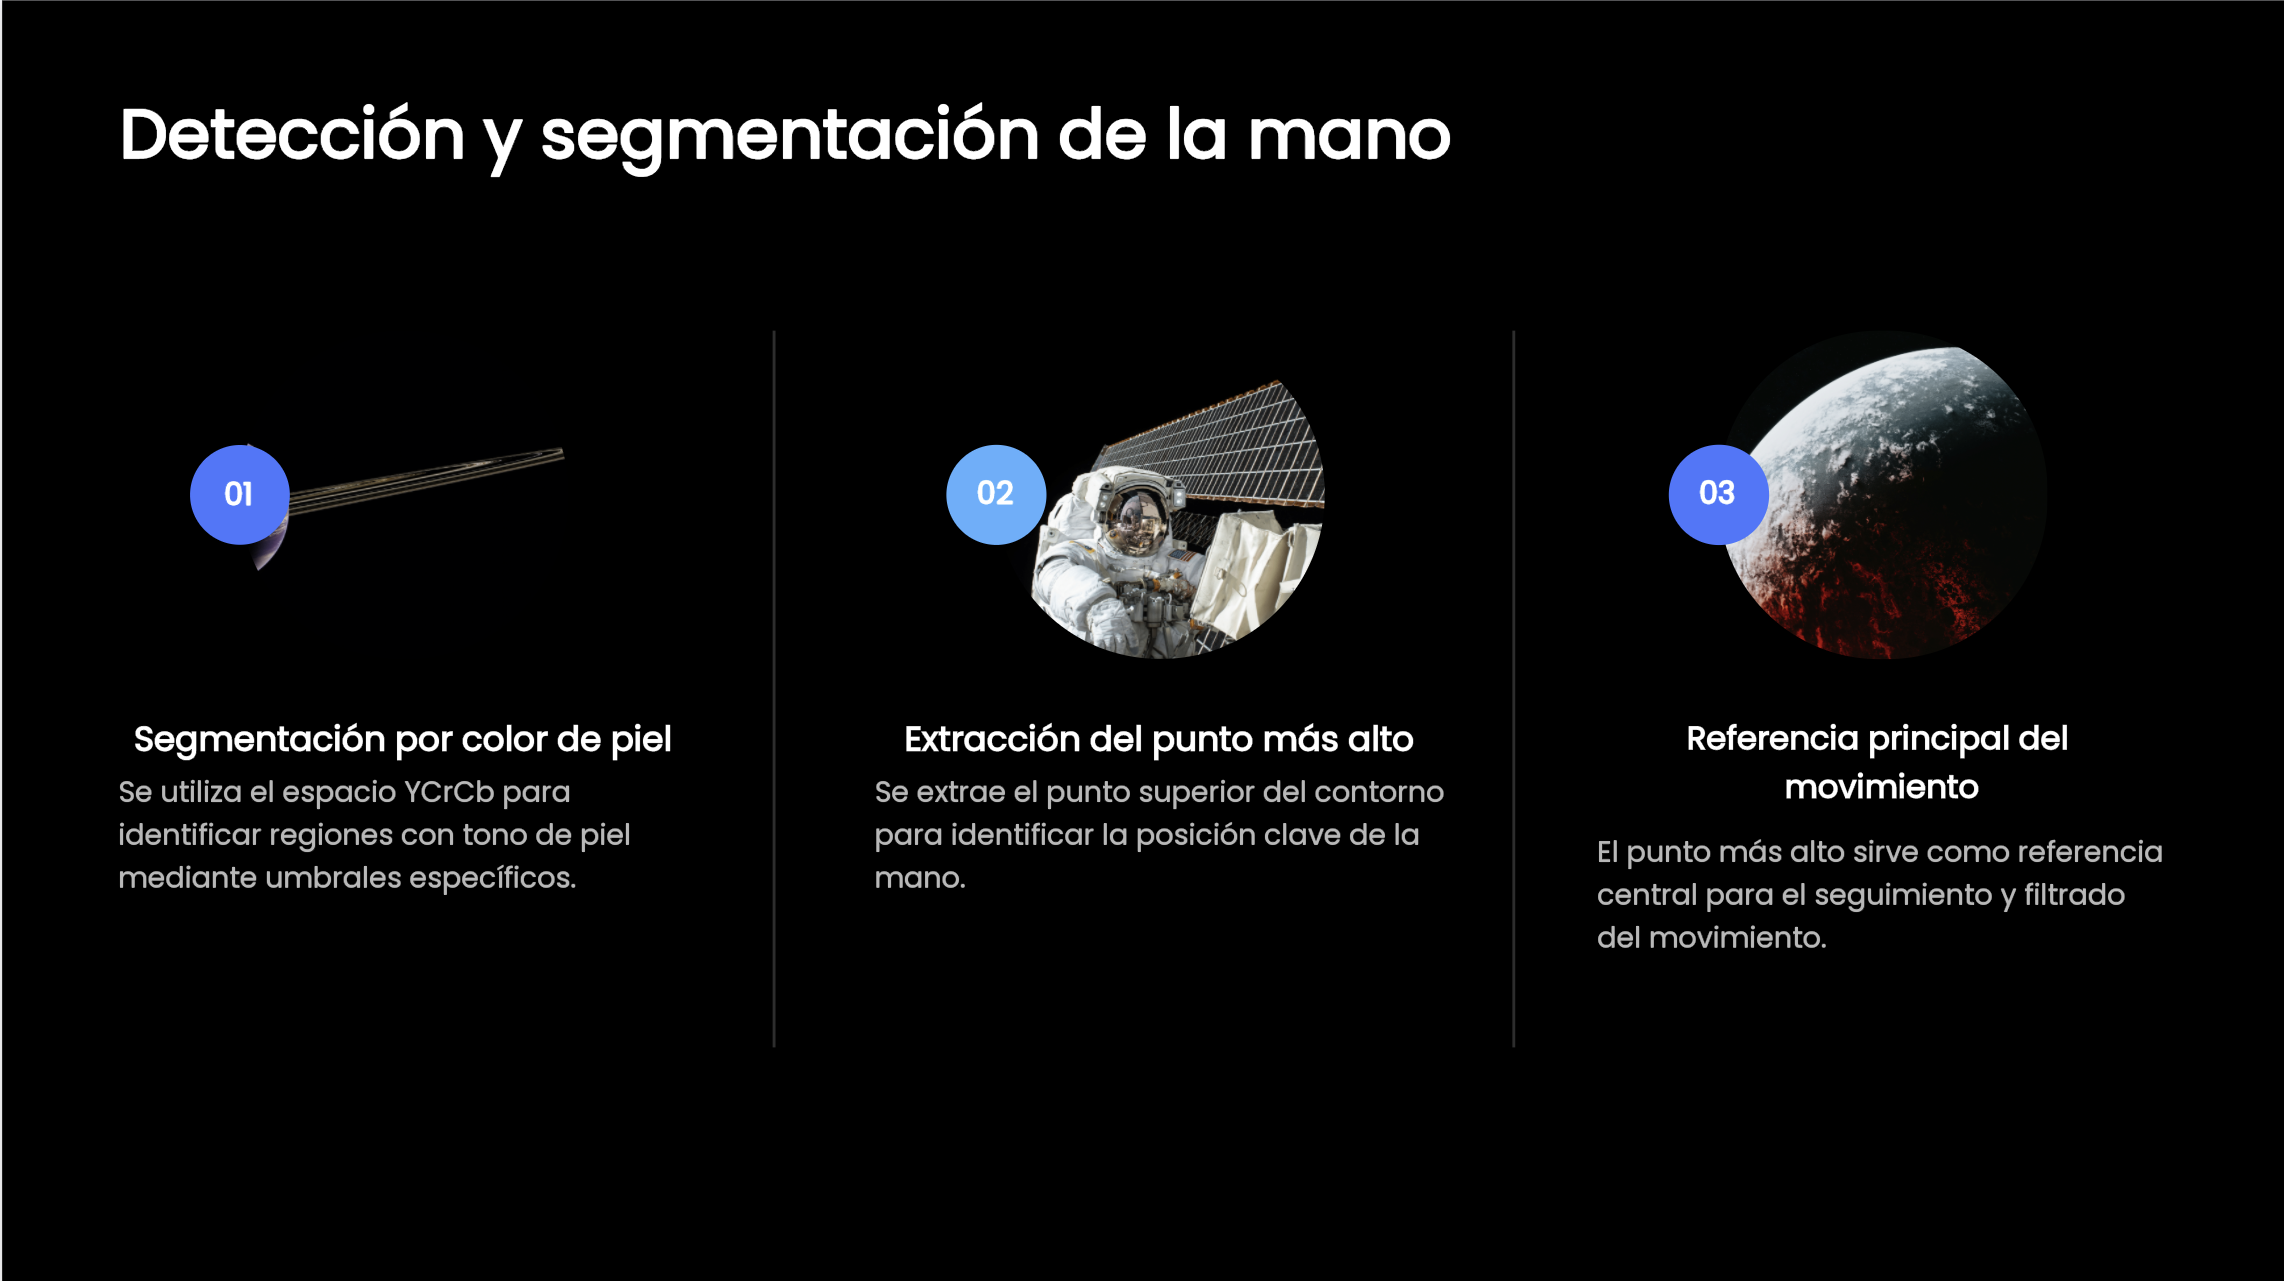 Detección y segmentación de la mano
01
Segmentación por color de piel
Se utiliza el espacio YCrCb para
identificar regiones con tono de piel
mediante umbrales específicos.
02
Extracción del punto más alto
Se extrae el punto superior del contorno
para identificar la posición clave de la
mano.
03
Referencia principal del
movimiento
El punto más alto sirve como referencia
central para el seguimiento y filtrado
del movimiento.